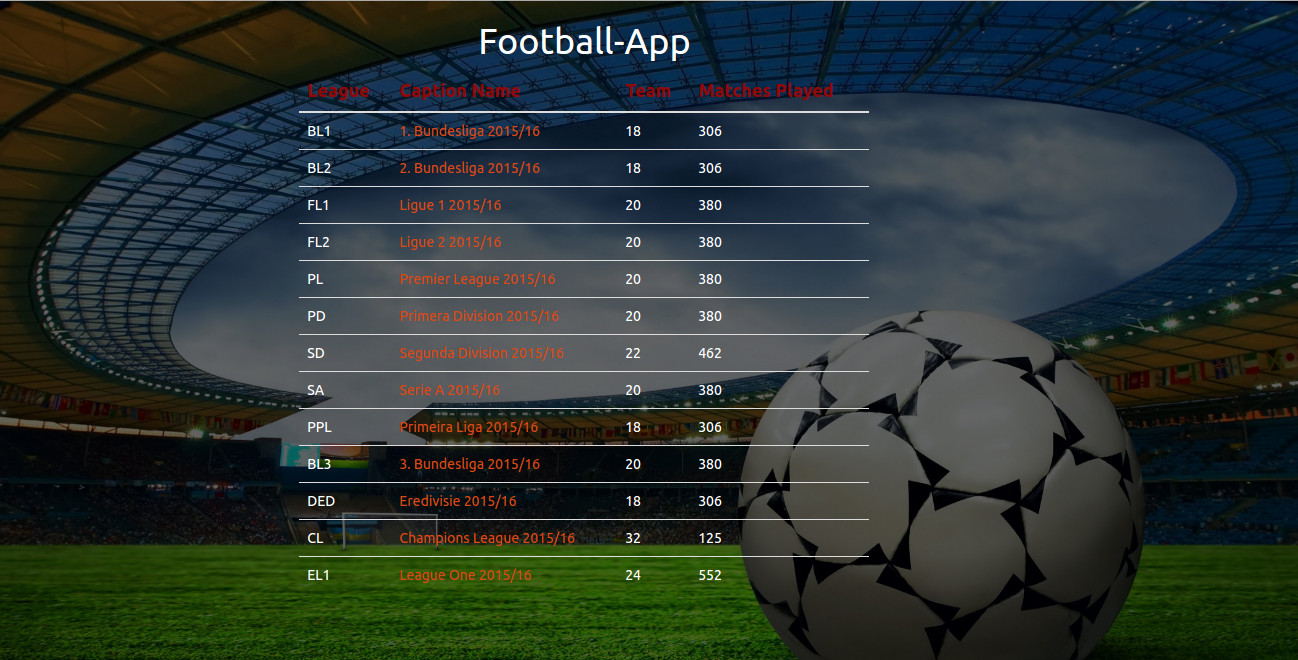 Football-App
League Caption Name Team Matches Played
BL1 1. Bundesliga 2015/16 18 306
BL2 2. Bundesliga 2015/16 18 306
FL1 Ligue 1 2015/16 20 380
FL2 Ligue 2 2015/16 20 380
PL Premier League 2015/16 20 380
PD Primera Division 2015/16 20 380
SD Segunda Division 2015/16 22 462
SA Serie A 2015/16 20 380
PPL Primeira Liga 2015/16 18 306
BL3 3. Bundesliga 2015/16 20 380
DED Eredivisie 2015/16 18 306
CL Champions League 2015/16 32 125
EL1 League One 2015/16 24 552